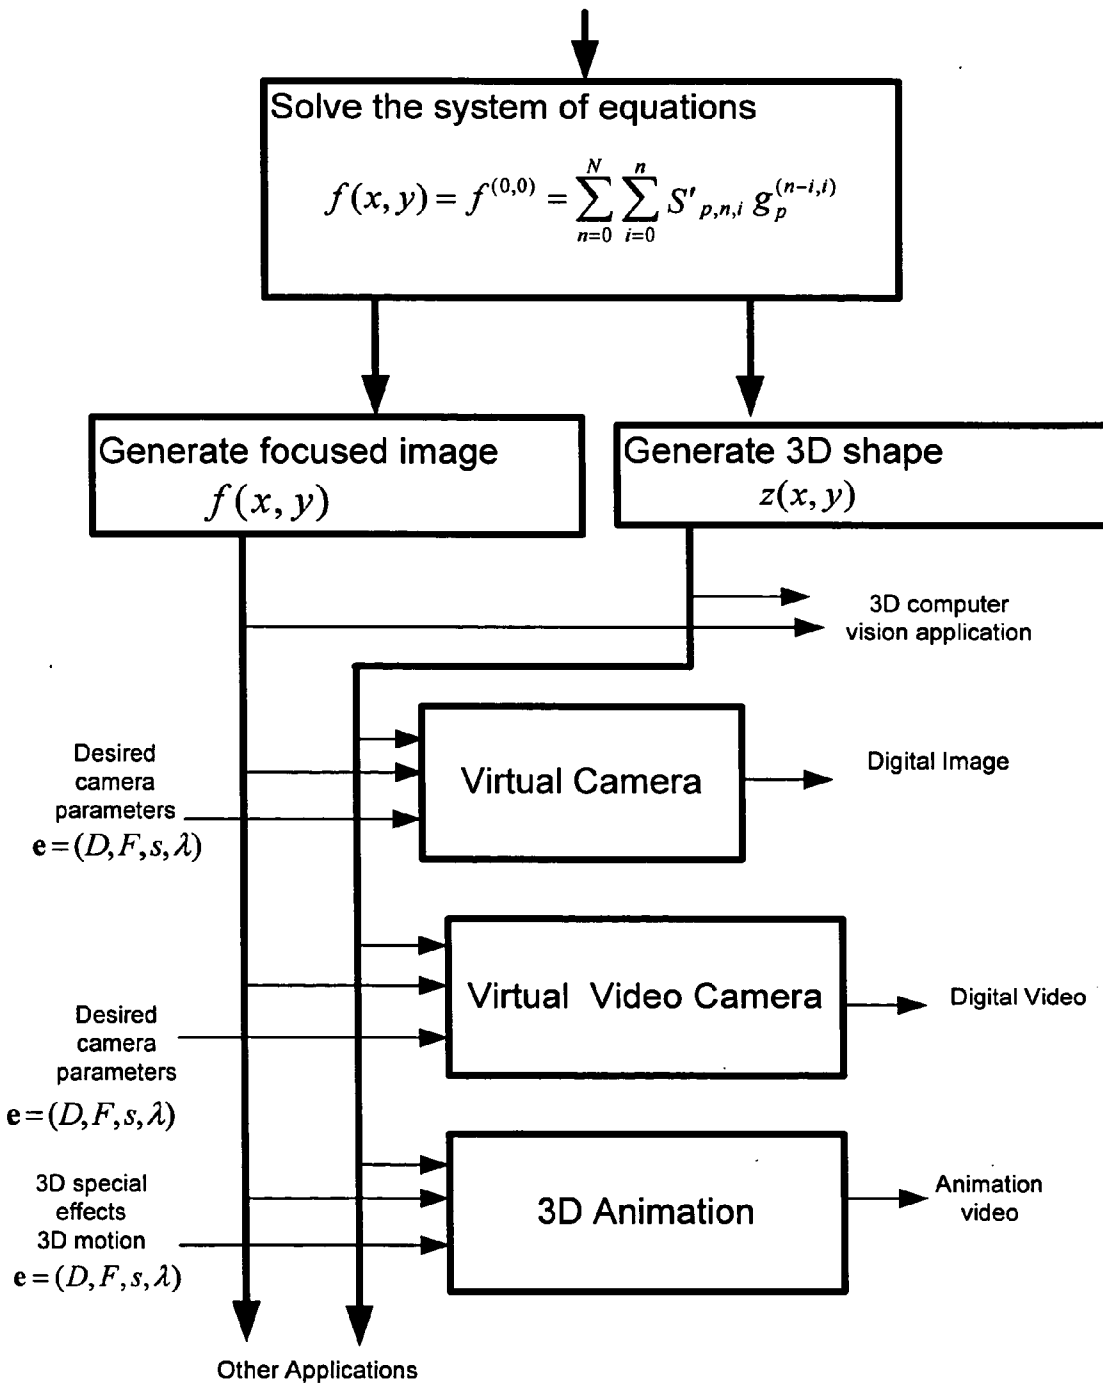 Solve the system of equations
f(x, y) = f^{(0,0)} = \sum_{n=0}^{N} \sum_{i=0}^{n} S'_{p,n,i} g_p^{(n-i,i)}
Generate focused image
f(x, y)
Generate 3D shape
z(x, y)
3D computer
vision application
Desired
camera
parameters
e = (D, F, s, λ)
Virtual Camera
Digital Image
Desired
camera
parameters
e = (D, F, s, λ)
Virtual Video Camera
Digital Video
3D special
effects
3D motion
e = (D, F, s, λ)
3D Animation
Animation
video
Other Applications